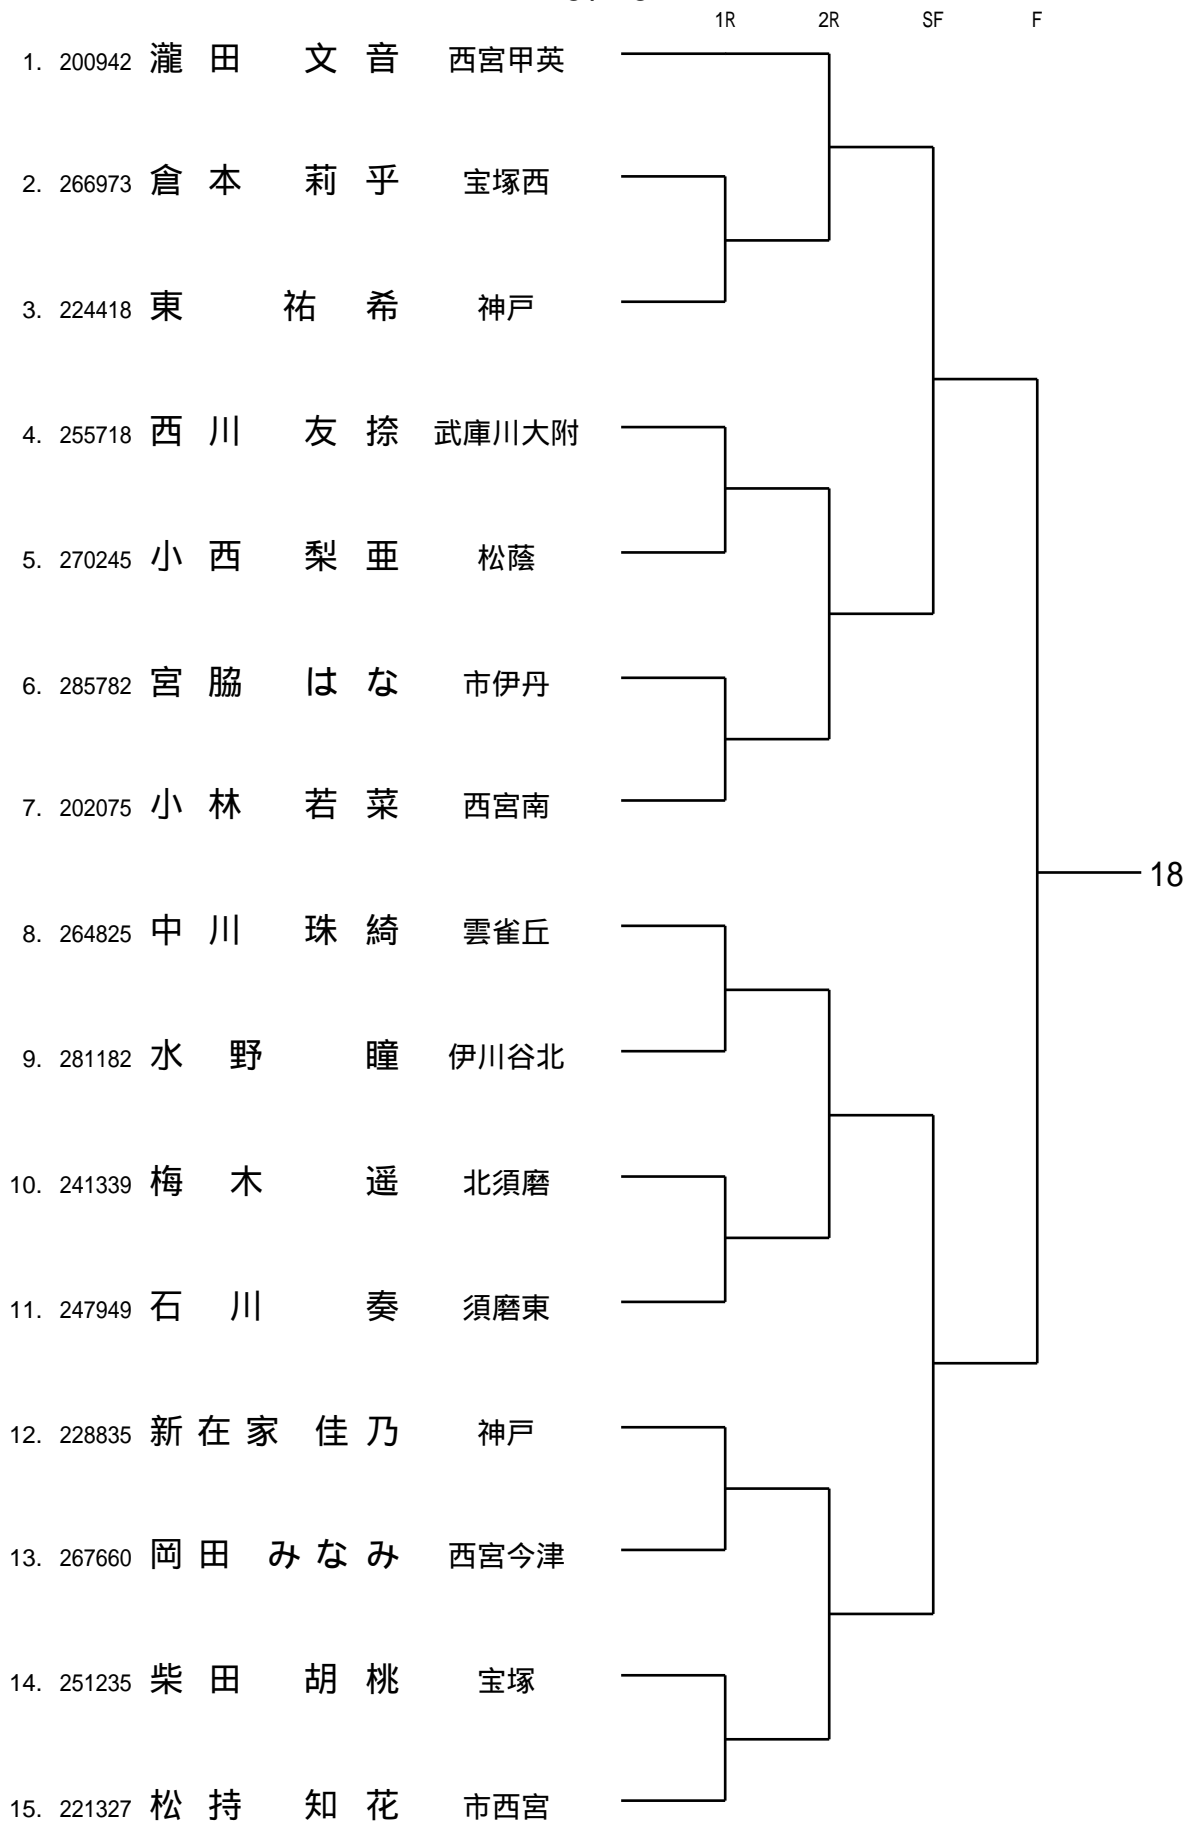 1R 2R SF F
1. 200942 瀧田 文音 西宮甲英
2. 266973 倉本 莉乎 宝塚西
3. 224418 東 祐希 神戸
4. 255718 西川 友捺 武庫川大附
5. 270245 小西 梨亜 松蔭
6. 285782 宮脇 はな 市伊丹
7. 202075 小林 若菜 西宮南
18
8. 264825 中川 珠綺 雲雀丘
9. 281182 水野 瞳 伊川谷北
10. 241339 梅木 遥 北須磨
11. 247949 石川 奏 須磨東
12. 228835 新在家 佳乃 神戸
13. 267660 岡田 みなみ 西宮今津
14. 251235 柴田 胡桃 宝塚
15. 221327 松持 知花 市西宮